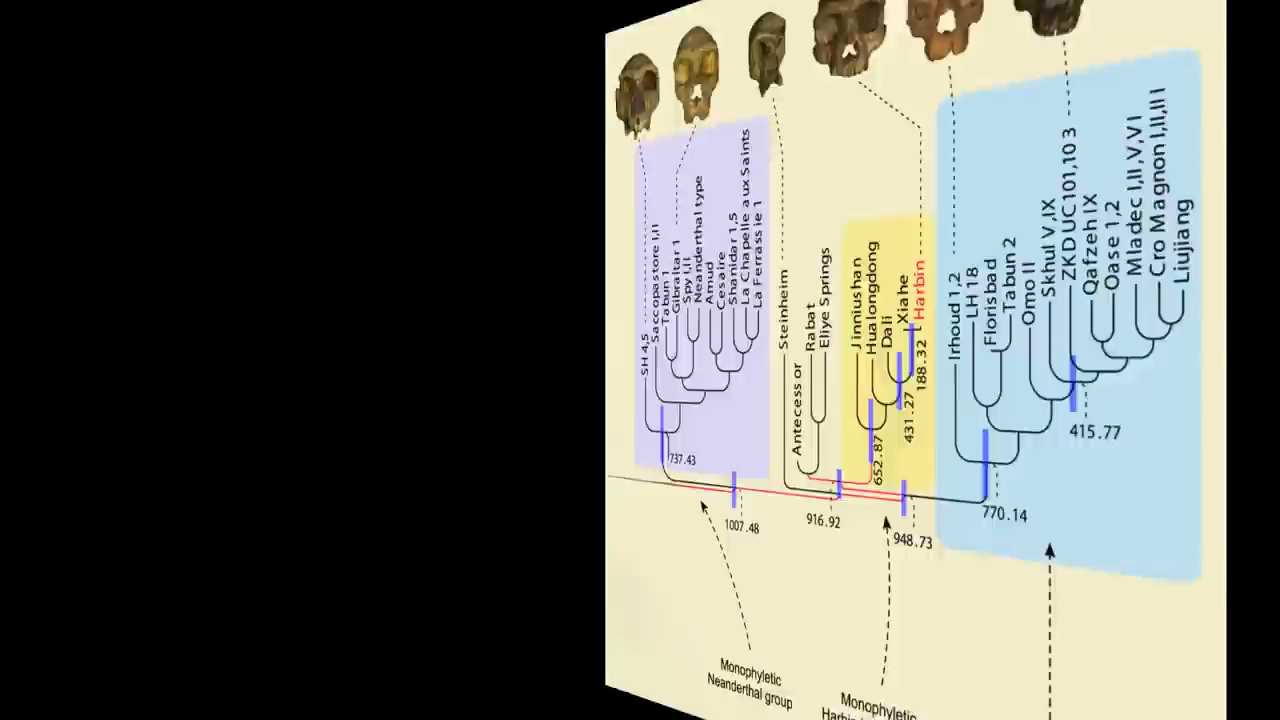 SH 4,5
Saccopastore I,II
Tabun 1
Gibraltar 1
Spy I,II
Neanderthal type
Amud
Cesaire
Shanidar 1,5
La Chapelle aux Saints
La Ferrassie 1
Steinheim
Antecessor
Rabat
Eliye Springs
Jinniushan
Hualongdong
Dali
Xiahe
Harbin
Irhoud 1,2
LH 18
Florisbad
Tabun 2
Omo II
Skhul V,IX
ZKD UC101,103
Qafzeh IX
Oase 1,2
Mladec I,II,V,VI
Cro Magnon I,II,III
Liujiang
737.43
1007.48
916.92
652.87
431.27
188.32
948.73
770.14
415.77
Monophyletic
Neanderthal group
Monophyletic